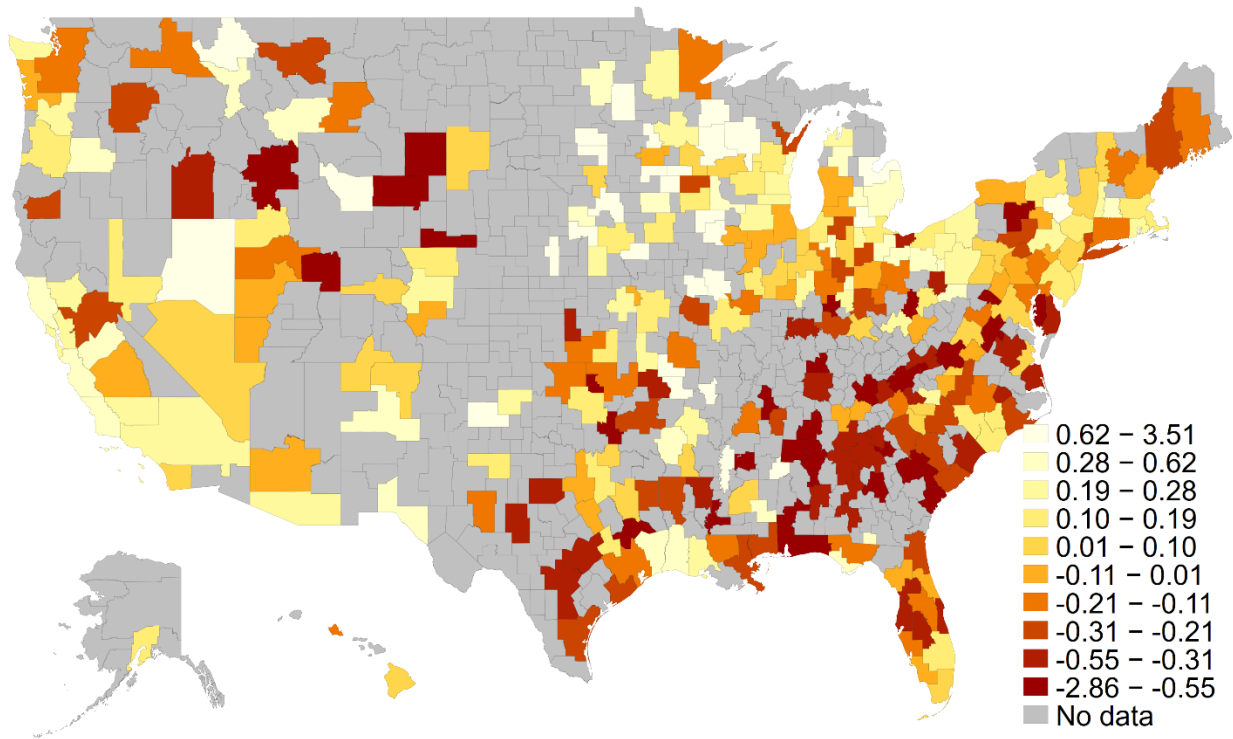 0.62 – 3.51
0.28 – 0.62
0.19 – 0.28
0.10 – 0.19
0.01 – 0.10
-0.11 – 0.01
-0.21 – -0.11
-0.31 – -0.21
-0.55 – -0.31
-2.86 – -0.55
No data